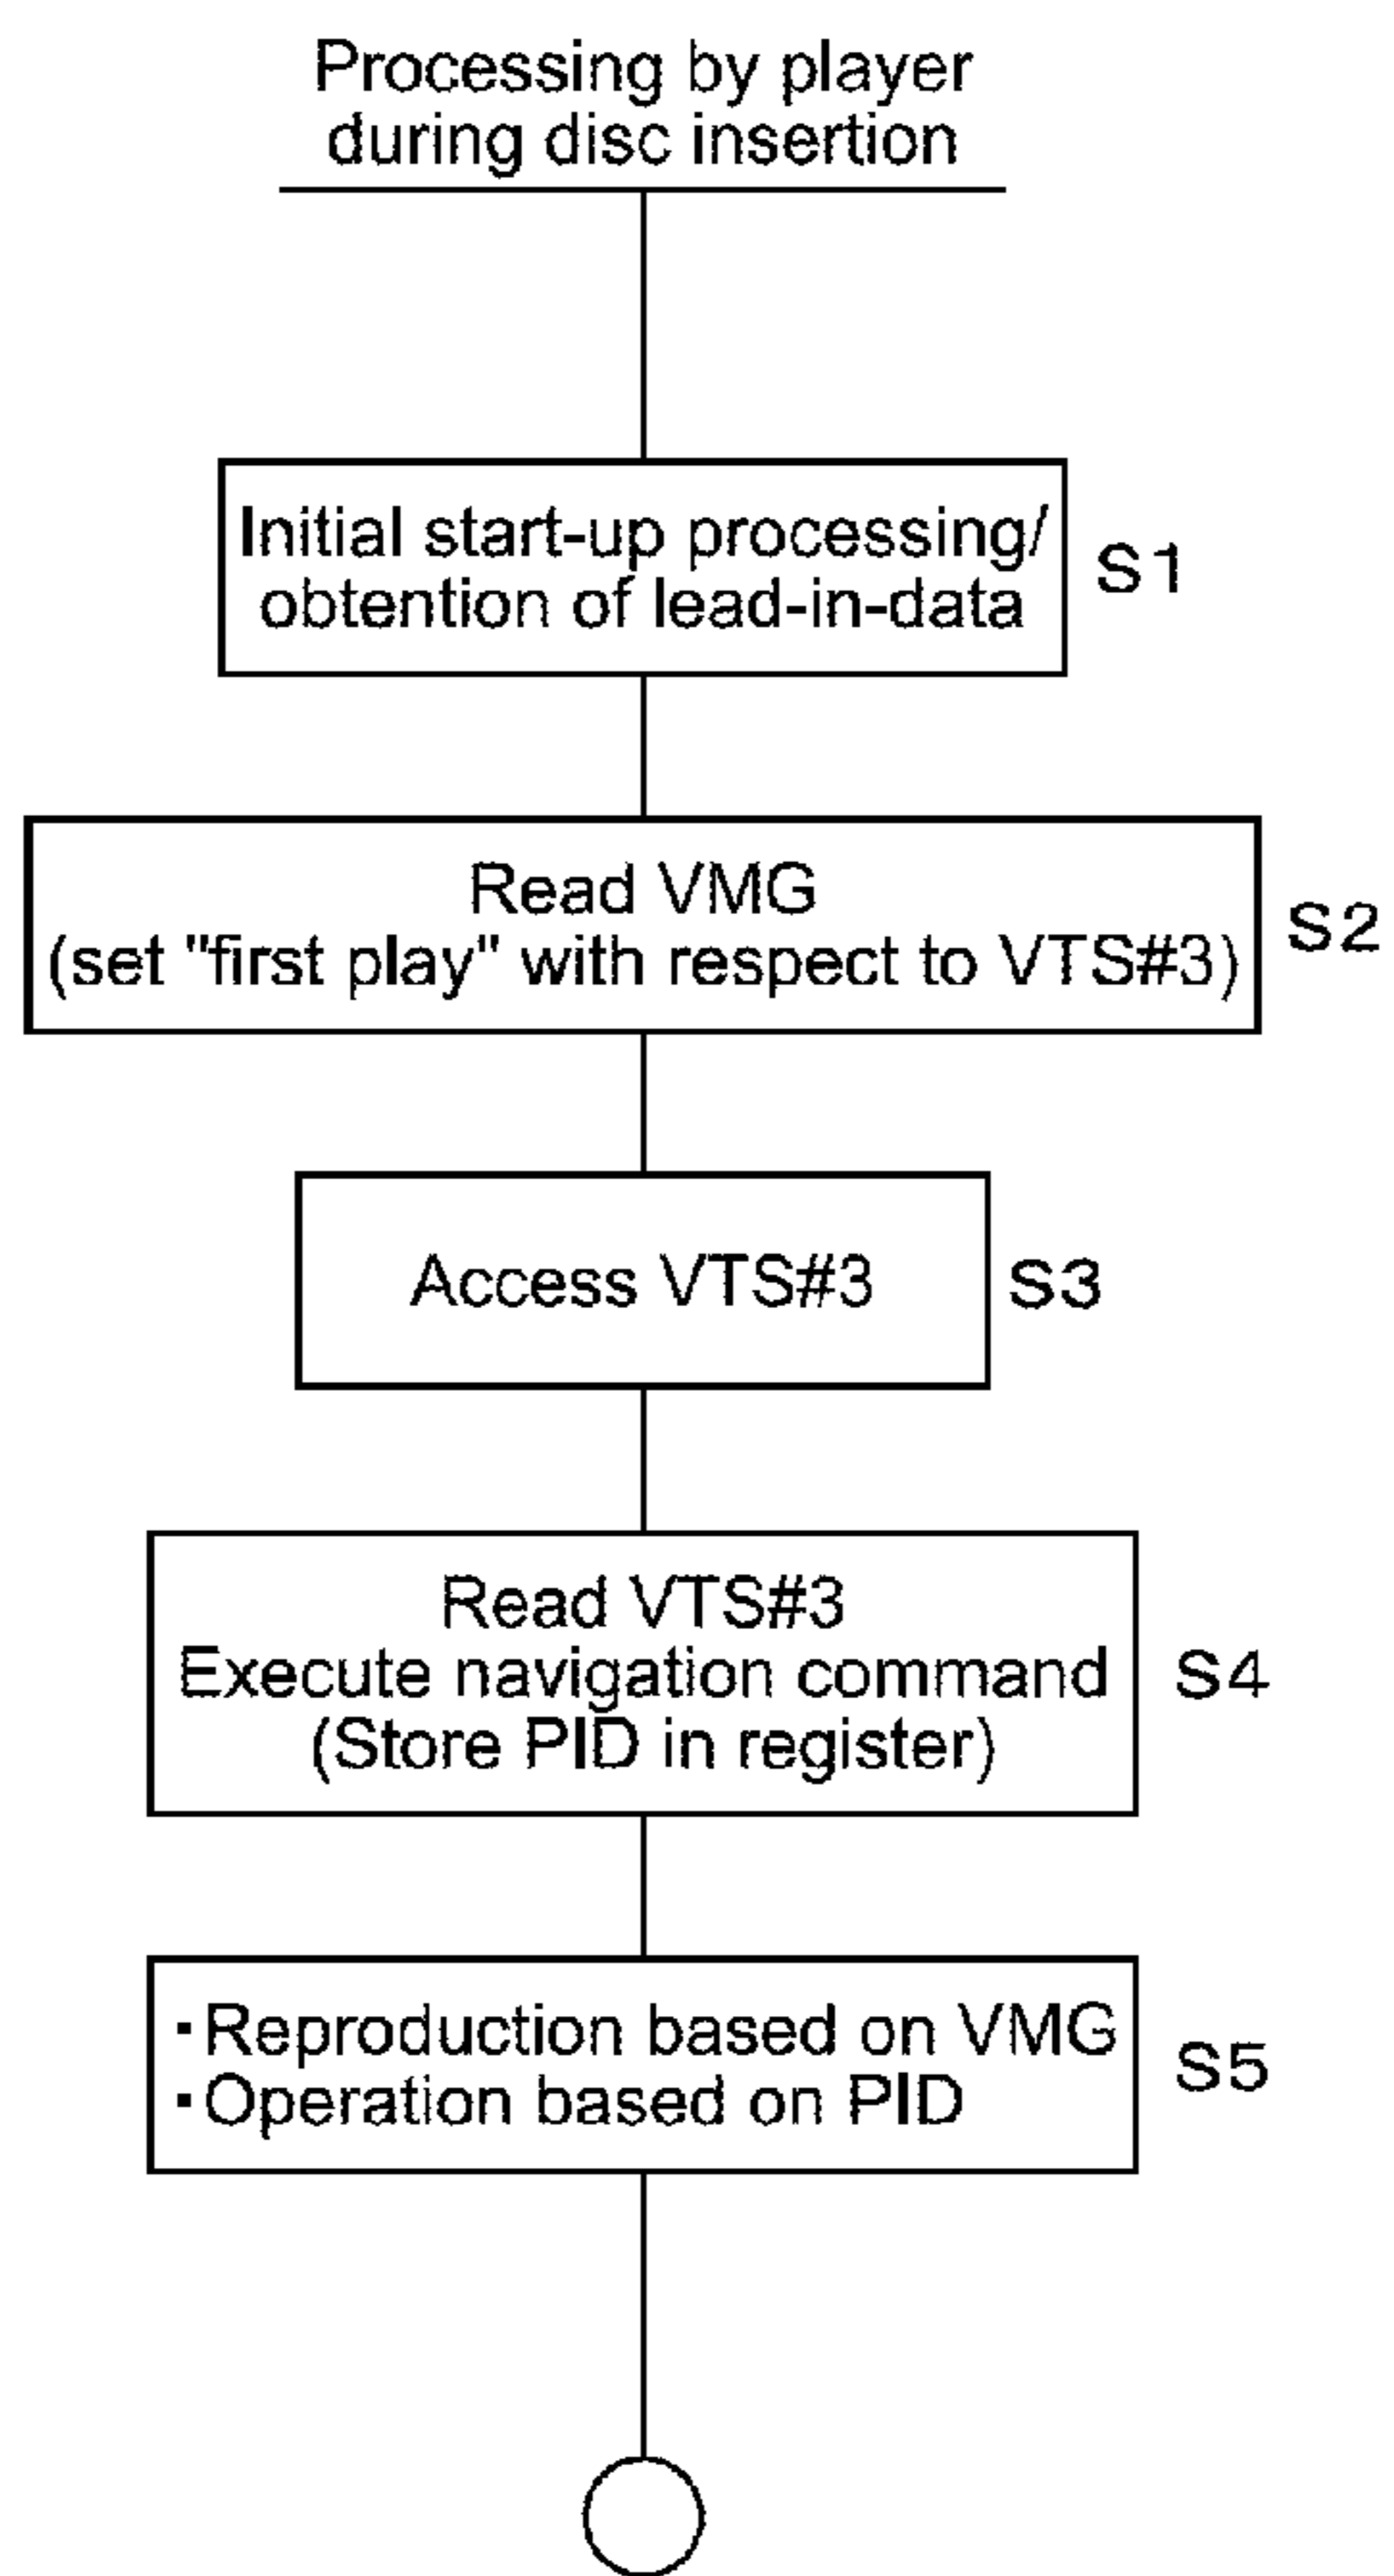 Processing by player
during disc insertion
Initial start-up processing/
obtention of lead-in-data
S1
Read VMG
(set "first play" with respect to VTS#3)
S2
Access VTS#3
S3
Read VTS#3
Execute navigation command
(Store PID in register)
S4
·Reproduction based on VMG
·Operation based on PID
S5